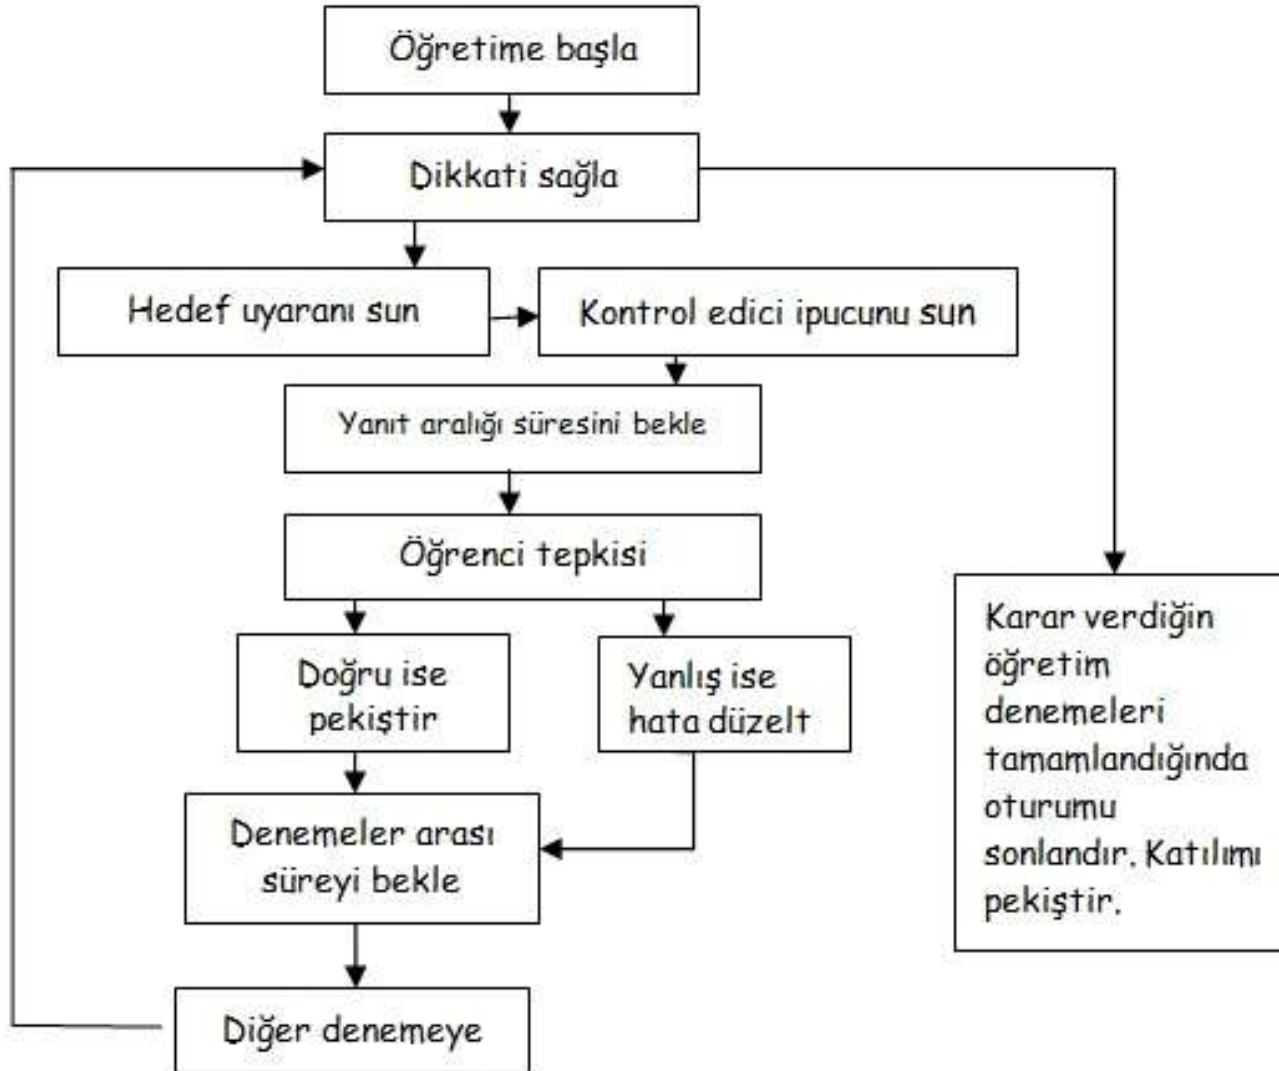 Öğretime başla
Dikkati sağla
Hedef uyaranı sun
Kontrol edici ipucunu sun
Yanıt aralığı süresini bekle
Öğrenci tepkisi
Doğru ise
pekiştir
Yanlış ise
hata düzelt
Denemeler arası
süreyi bekle
Diğer denemeye
Karar verdiğin
öğretim
denemeleri
tamamlandığında
oturumu
sonlandır. Katılımı
pekiştir.